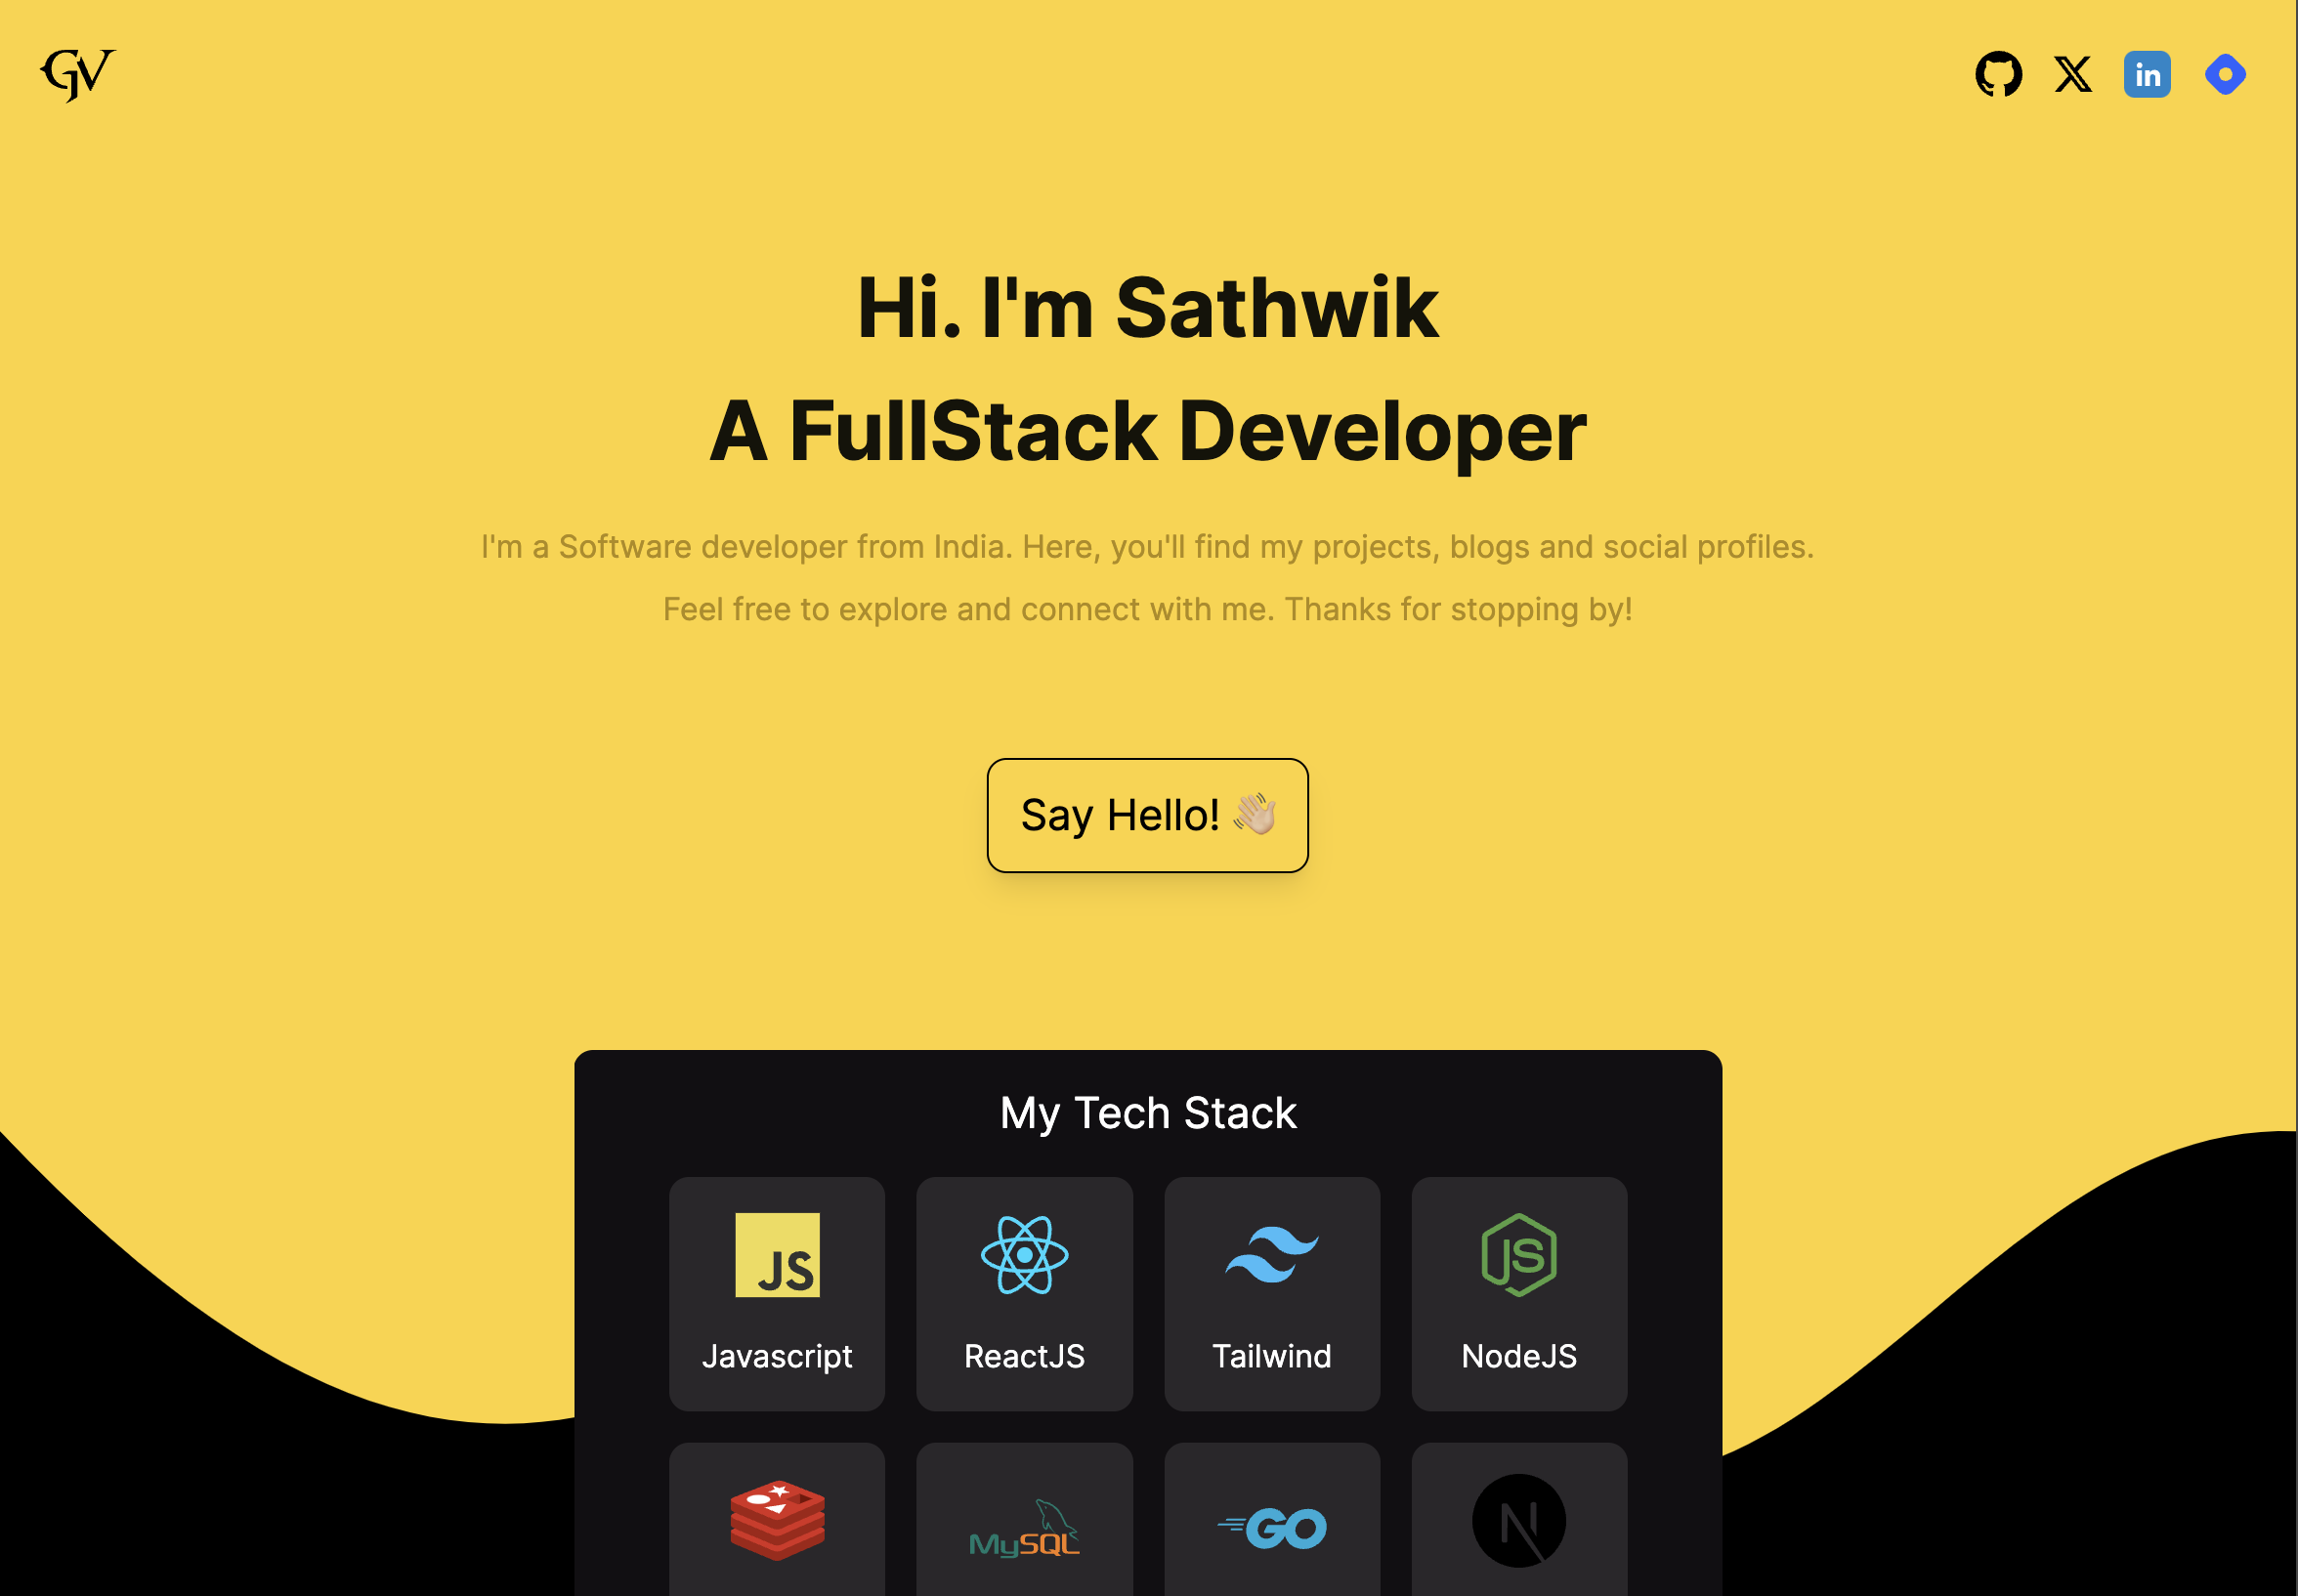 GV
in
Hi. I'm Sathwik
A FullStack Developer
I'm a Software developer from India. Here, you'll find my projects, blogs and social profiles.
Feel free to explore and connect with me. Thanks for stopping by!
Say Hello! 👋🏼
My Tech Stack
JS
JS
Javascript
ReactJS
Tailwind
NodeJS
MySQL
GO
N